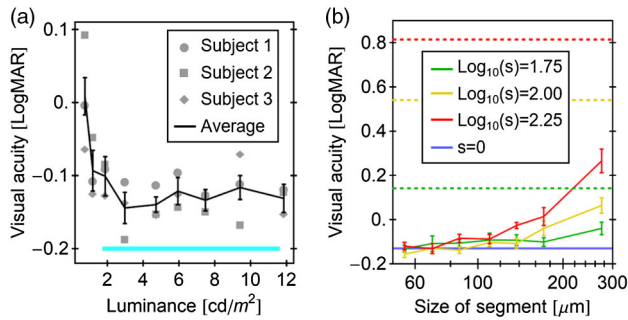 (a)
Visual acuity [LogMAR]
0.1
0.0
−0.1
−0.2
Subject 1
Subject 2
Subject 3
Average
2 4 6 8 10 12
Luminance [cd/m²]
(b)
Visual acuity [LogMAR]
0.8
0.6
0.4
0.2
0
−0.2
Log₁₀(s)=1.75
Log₁₀(s)=2.00
Log₁₀(s)=2.25
s=0
100 200 300
Size of segment [μm]